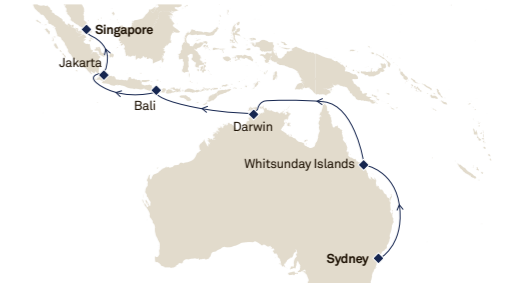 Singapore
Jakarta
Bali
Darwin
Whitsunday Islands
Sydney